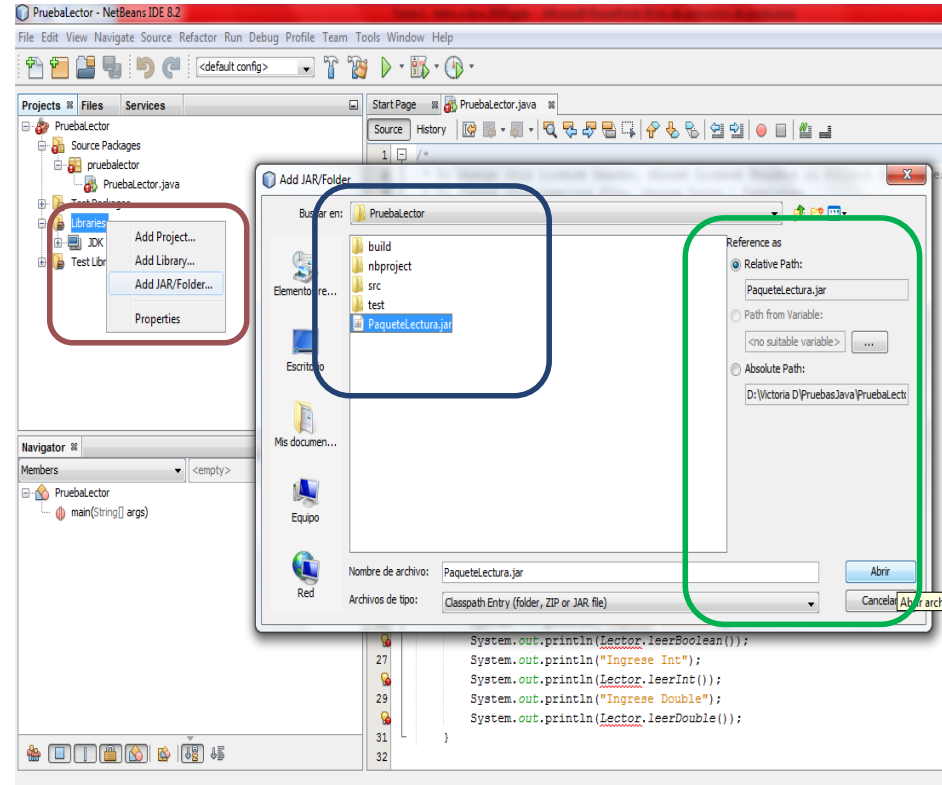 PruebaLector - NetBeans IDE 8.2
File Edit View Navigate Source Refactor Run Debug Profile Team Tools Window Help
<default config>
Projects Files Services
PruebaLector
Source Packages
pruebalector
PruebaLector.java
Test Packages
Libraries
JDK
Test Libr
Add Project...
Add Library...
Add JAR/Folder...
Properties
Start Page PruebaLector.java
Source History
1 /*
Add JAR/Folder
Buscar en: PruebaLector
Elemento re...
Escritorio
Mis documen...
Equipo
Red
build
nbproject
src
test
PaqueteLectura.jar
Reference as
Relative Path:
PaqueteLectura.jar
Path from Variable:
<no suitable variable> ...
Absolute Path:
D:\Victoria D\PruebasJava\PruebaLecto
Nombre de archivo: PaqueteLectura.jar Abrir
Archivos de tipo: Classpath Entry (folder, ZIP or JAR file) Cancelar
Navigator
Members <empty>
PruebaLector
main(String[] args)
System.out.println(Lector.leerBoolean());
27 System.out.println("Ingrese Int");
System.out.println(Lector.leerInt());
29 System.out.println("Ingrese Double");
System.out.println(Lector.leerDouble());
31 }
32